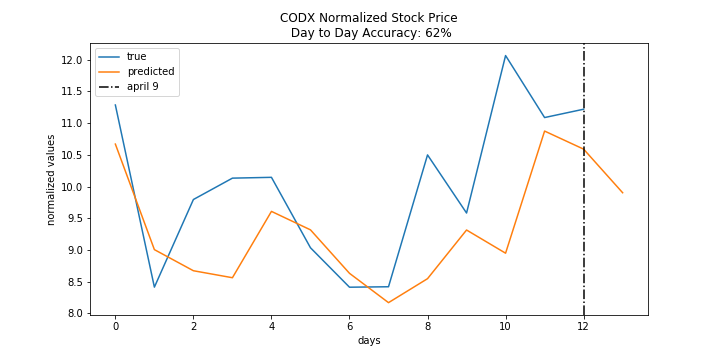 CODX Normalized Stock Price
Day to Day Accuracy: 62%
true
predicted
april 9
normalized values
12.0
11.5
11.0
10.5
10.0
9.5
9.0
8.5
8.0
0 2 4 6 8 10 12
days